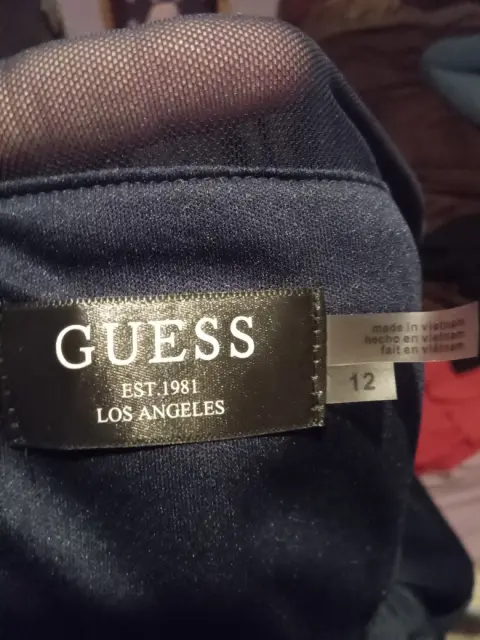 GUESS
EST.1981
LOS ANGELES
made in vietnam
hecho en vietnam
fait en vietnam
12